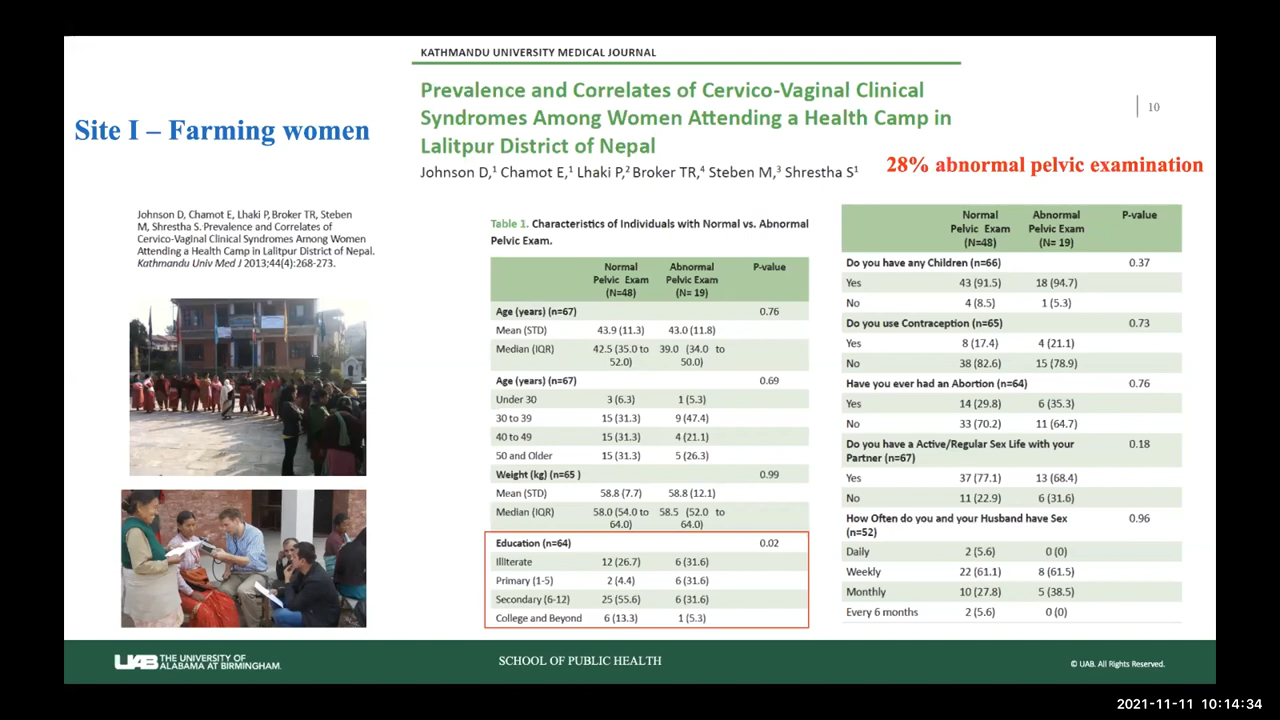 KATHMANDU UNIVERSITY MEDICAL JOURNAL
Prevalence and Correlates of Cervico-Vaginal Clinical
Syndromes Among Women Attending a Health Camp in
Lalitpur District of Nepal
Johnson D,¹ Chamot E,¹ Lhaki P,² Broker TR,⁴ Steben M,³ Shrestha S¹
10
Site I – Farming women
28% abnormal pelvic examination
Johnson D, Chamot E, Lhaki P, Broker TR, Steben
M, Shrestha S. Prevalence and Correlates of
Cervico-Vaginal Clinical Syndromes Among Women
Attending a Health Camp in Lalitpur District of Nepal.
Kathmandu Univ Med J 2013;44(4):268-273.
Table 1. Characteristics of Individuals with Normal vs. Abnormal
Pelvic Exam.
Normal Abnormal P-value
Pelvic Exam Pelvic Exam
(N=48) (N= 19)
Age (years) (n=67) 0.76
Mean (STD) 43.9 (11.3) 43.0 (11.8)
Median (IQR) 42.5 (35.0 to 39.0 (34.0 to
52.0) 50.0)
Age (years) (n=67) 0.69
Under 30 3 (6.3) 1 (5.3)
30 to 39 15 (31.3) 9 (47.4)
40 to 49 15 (31.3) 4 (21.1)
50 and Older 15 (31.3) 5 (26.3)
Weight (kg) (n=65 ) 0.99
Mean (STD) 58.8 (7.7) 58.8 (12.1)
Median (IQR) 58.0 (54.0 to 58.5 (52.0 to
64.0) 64.0)
Education (n=64) 0.02
Illiterate 12 (26.7) 6 (31.6)
Primary (1-5) 2 (4.4) 6 (31.6)
Secondary (6-12) 25 (55.6) 6 (31.6)
College and Beyond 6 (13.3) 1 (5.3)
Normal Abnormal P-value
Pelvic Exam Pelvic Exam
(N=48) (N= 19)
Do you have any Children (n=66) 0.37
Yes 43 (91.5) 18 (94.7)
No 4 (8.5) 1 (5.3)
Do you use Contraception (n=65) 0.73
Yes 8 (17.4) 4 (21.1)
No 38 (82.6) 15 (78.9)
Have you ever had an Abortion (n=64) 0.76
Yes 14 (29.8) 6 (35.3)
No 33 (70.2) 11 (64.7)
Do you have a Active/Regular Sex Life with your 0.18
Partner (n=67)
Yes 37 (77.1) 13 (68.4)
No 11 (22.9) 6 (31.6)
How Often do you and your Husband have Sex 0.96
(n=52)
Daily 2 (5.6) 0 (0)
Weekly 22 (61.1) 8 (61.5)
Monthly 10 (27.8) 5 (38.5)
Every 6 months 2 (5.6) 0 (0)
UAB THE UNIVERSITY OF
ALABAMA AT BIRMINGHAM.
SCHOOL OF PUBLIC HEALTH
© UAB. All Rights Reserved.
2021-11-11 10:14:34